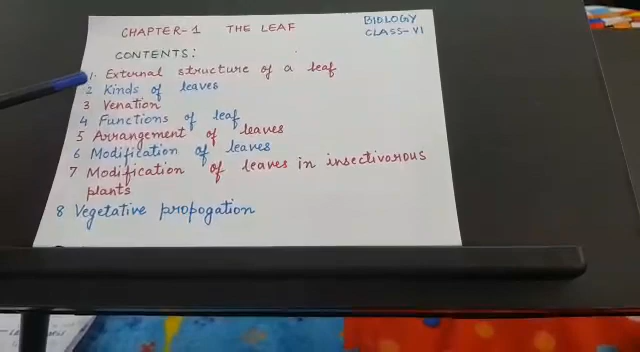 CHAPTER-1 THE LEAF
BIOLOGY
CLASS-VI
CONTENTS:
1. External structure of a leaf
2 Kinds of leaves
3 Venation
4 Functions of leaf
5 Arrangement of leaves
6 Modification of leaves
7 Modification of leaves in insectivorous
plants
8 Vegetative propogation